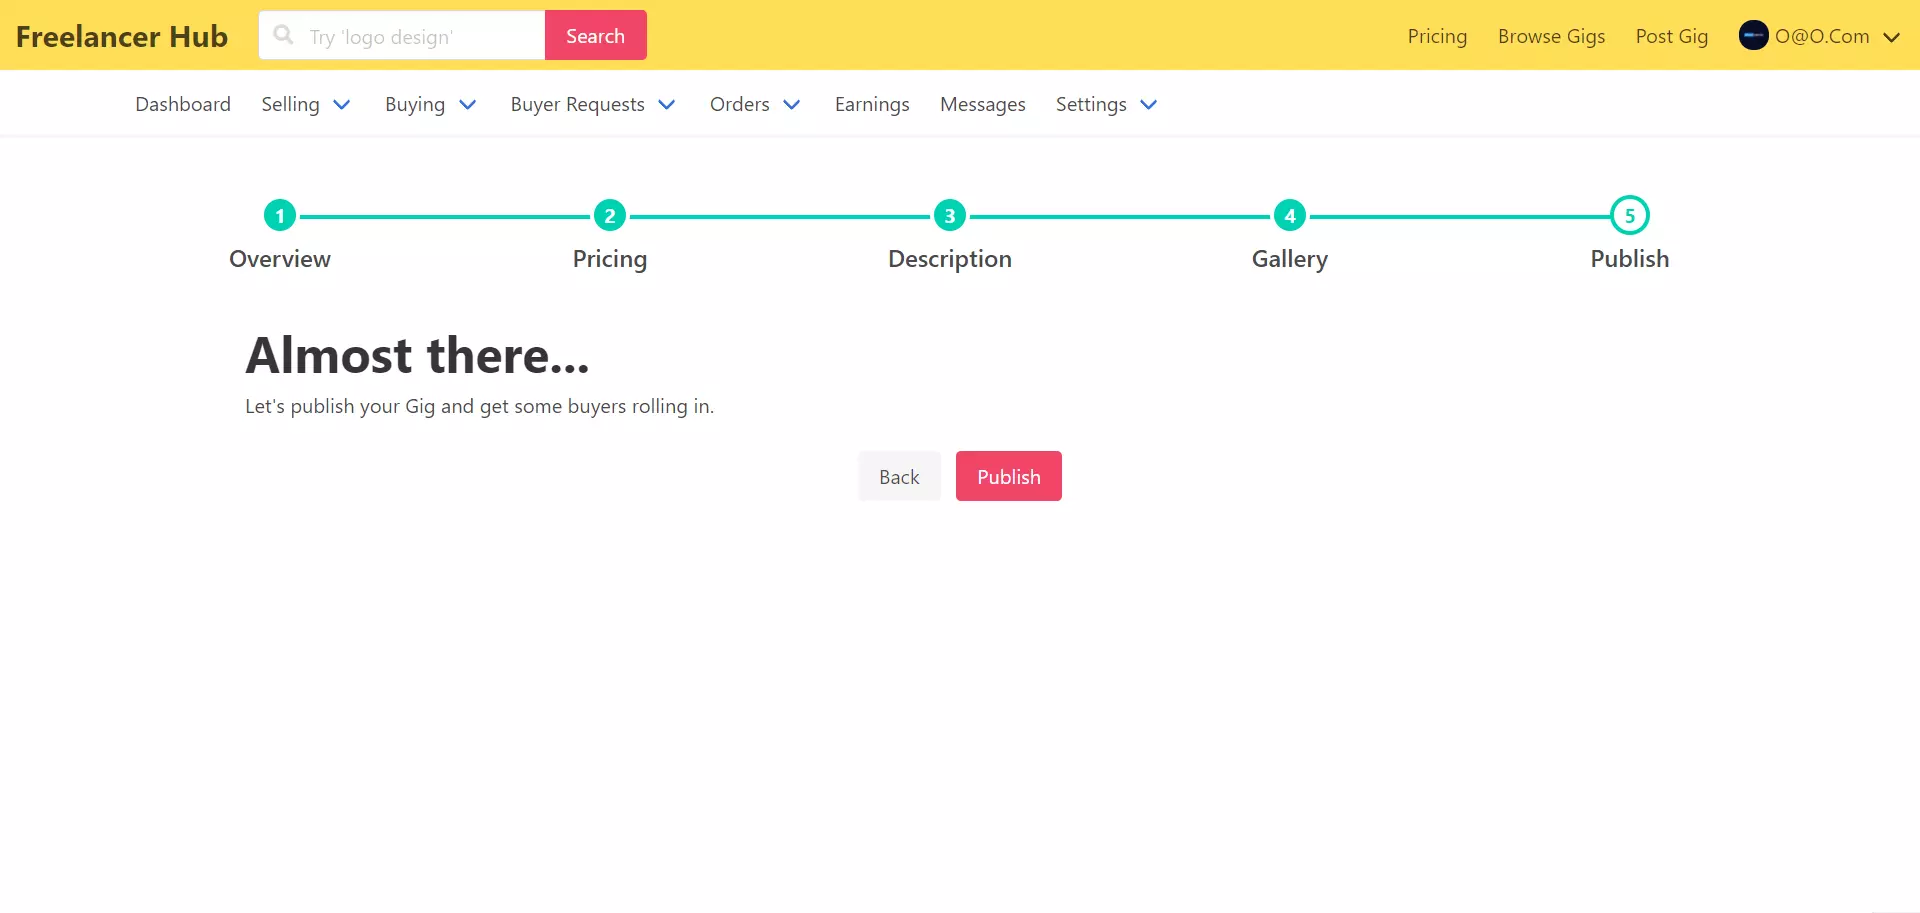 Freelancer Hub
Try 'logo design'
Search
Pricing
Browse Gigs
Post Gig
O@O.Com
Dashboard
Selling
Buying
Buyer Requests
Orders
Earnings
Messages
Settings
1
2
3
4
5
Overview
Pricing
Description
Gallery
Publish
Almost there...
Let's publish your Gig and get some buyers rolling in.
Back
Publish